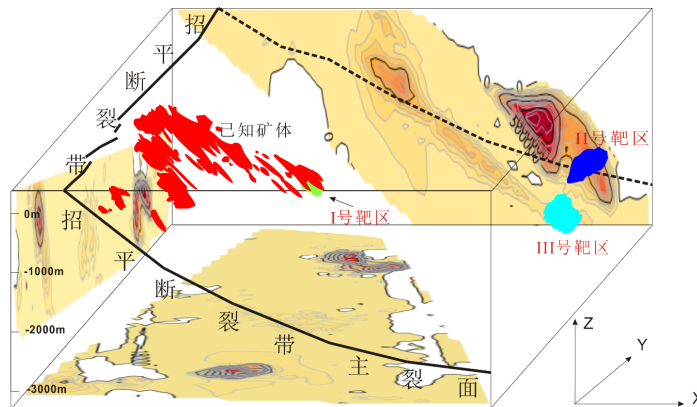 招平断裂带
已知矿体
II号靶区
I号靶区
III号靶区
招平断裂带主裂面
0m
-1000m
-2000m
-3000m
Z
Y
X